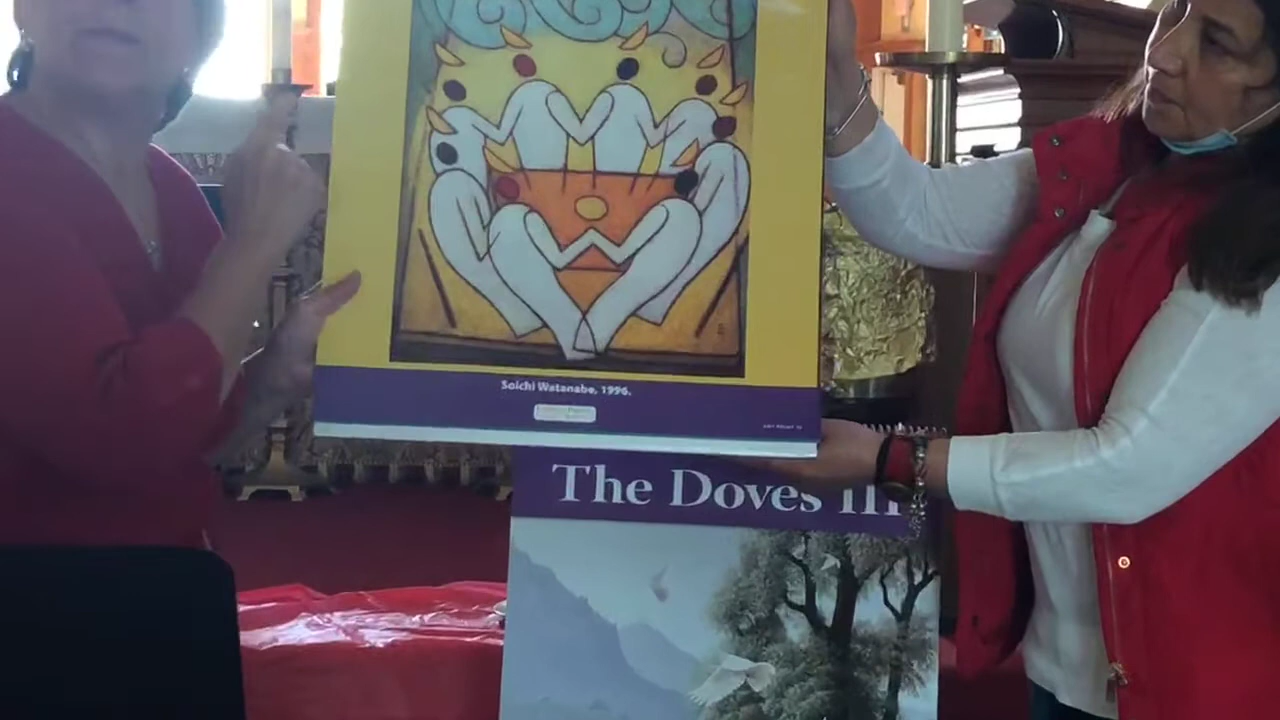 Soichi Watanabe, 1996.
The Doves III